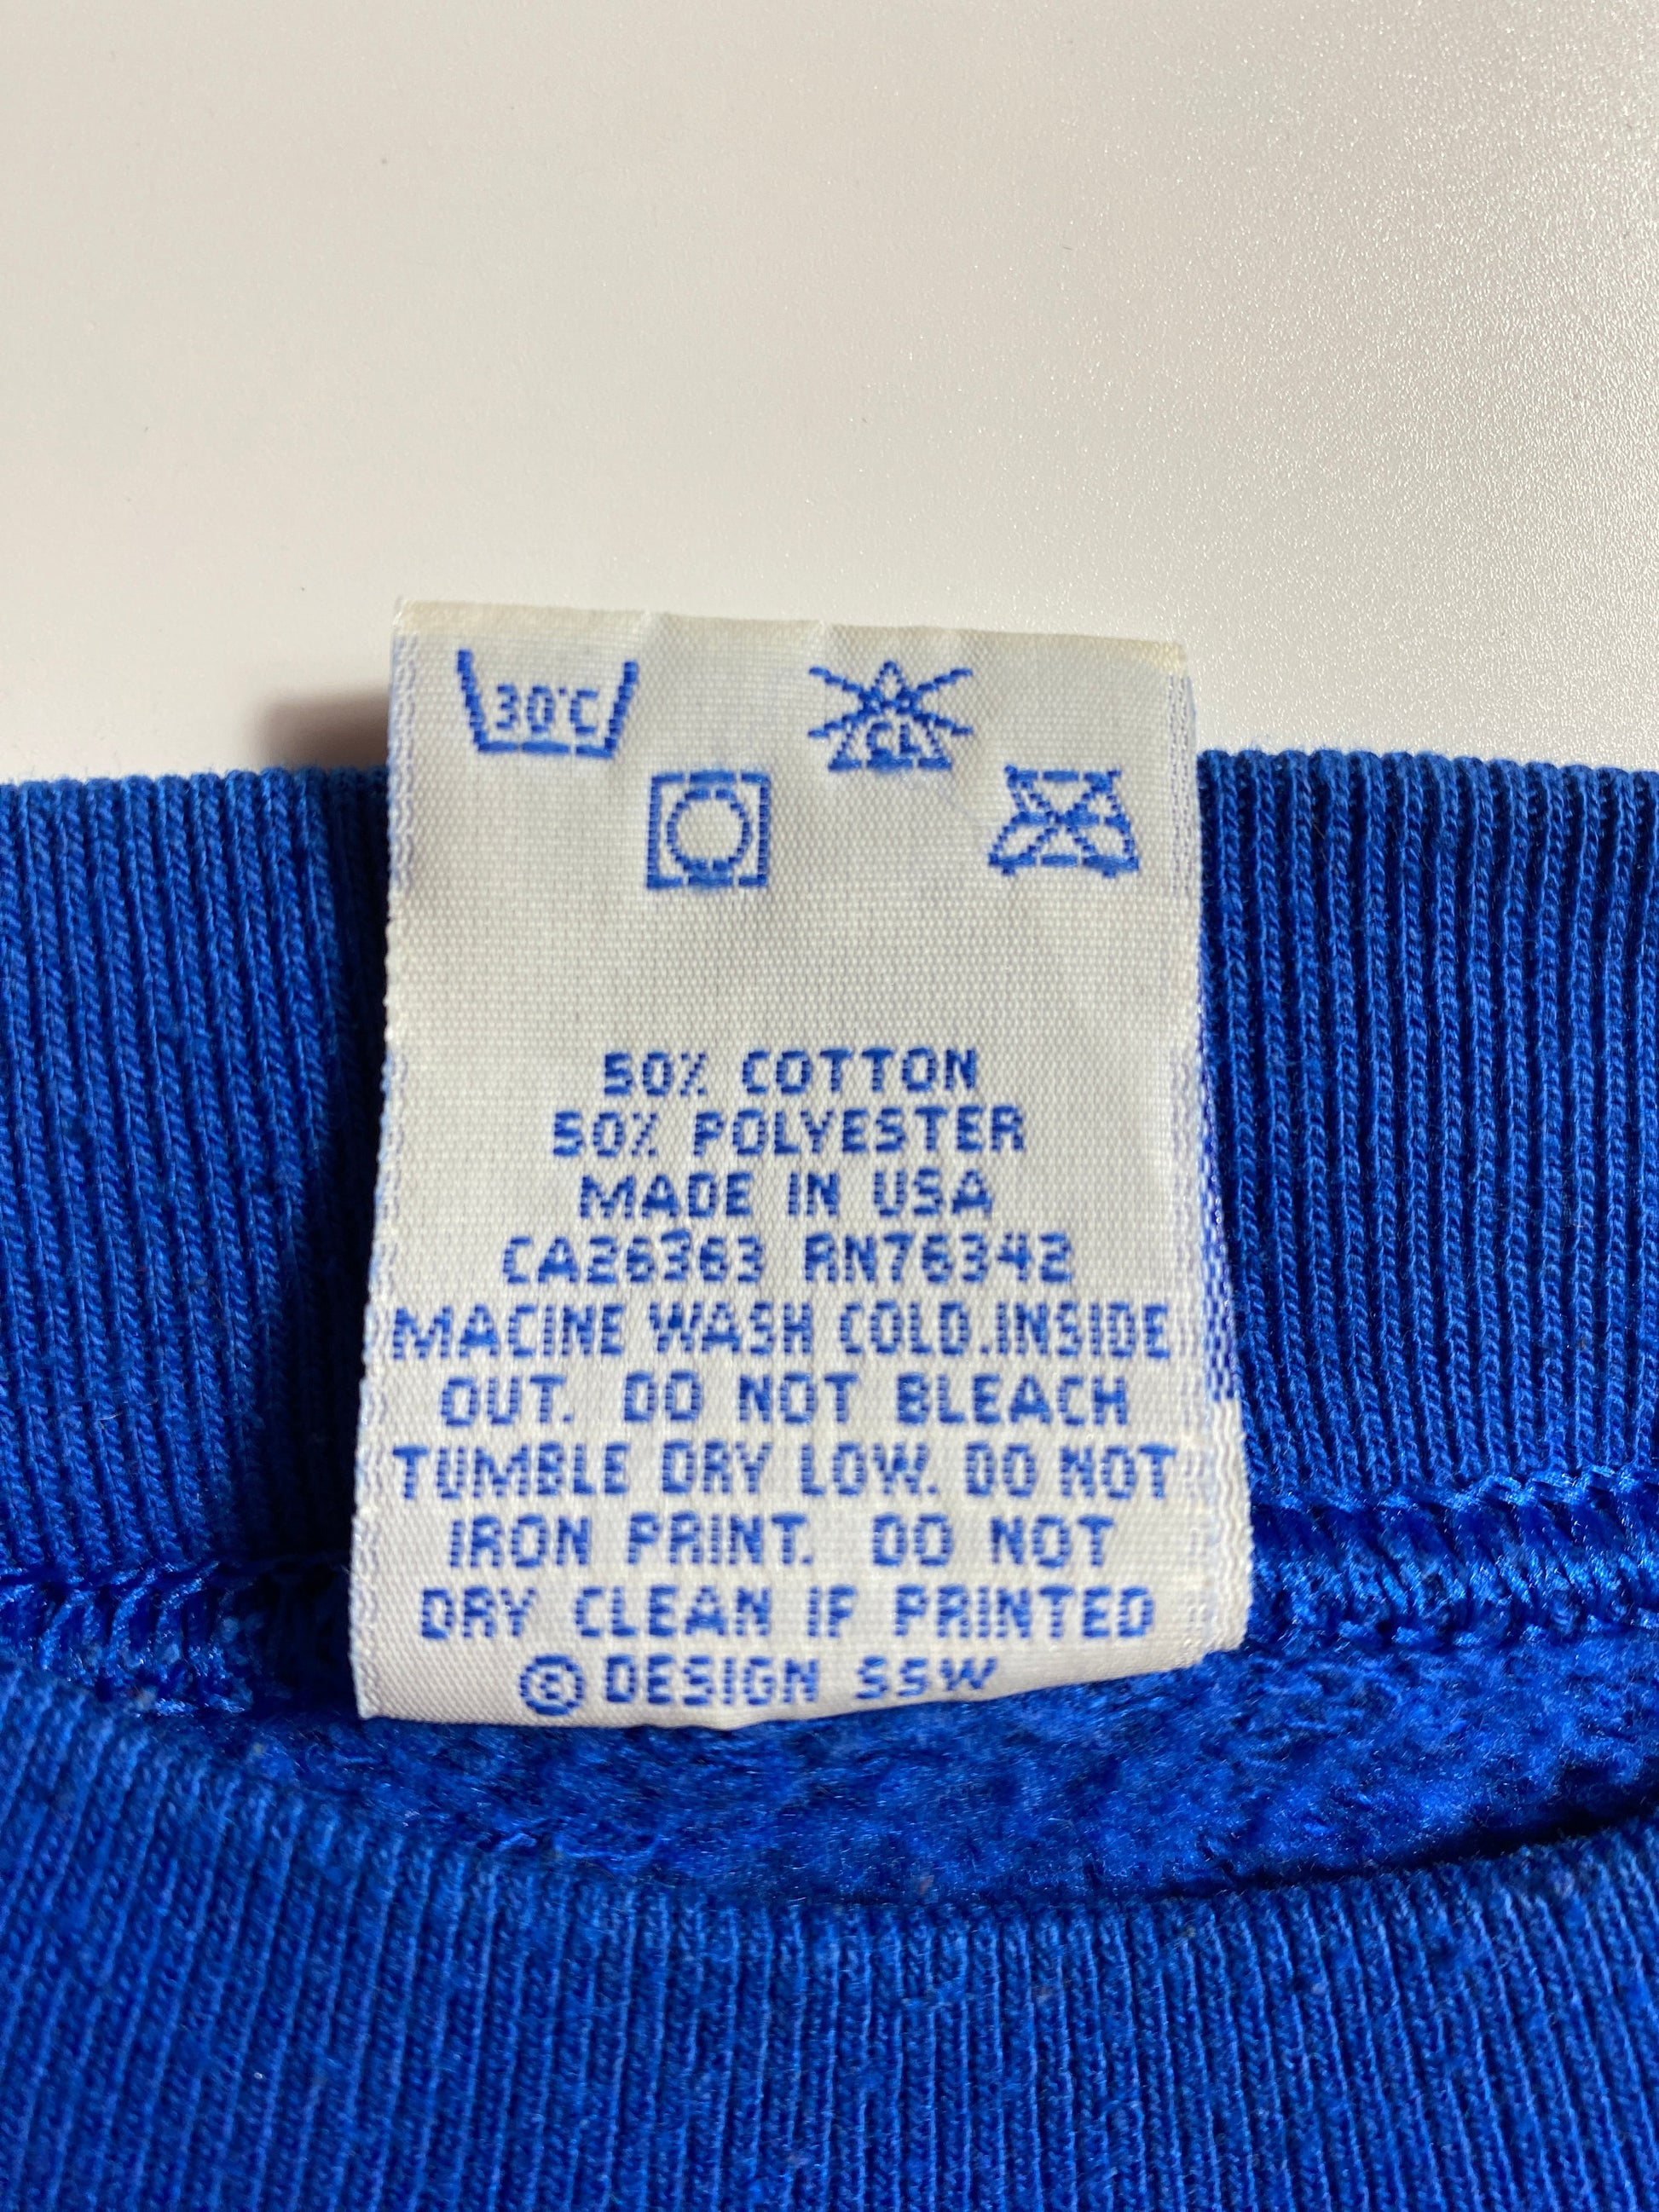 30°C
CL
50% COTTON
50% POLYESTER
MADE IN USA
CA26363 RN76342
MACINE WASH COLD.INSIDE
OUT. DO NOT BLEACH
TUMBLE DRY LOW. DO NOT
IRON PRINT. DO NOT
DRY CLEAN IF PRINTED
© DESIGN SSW